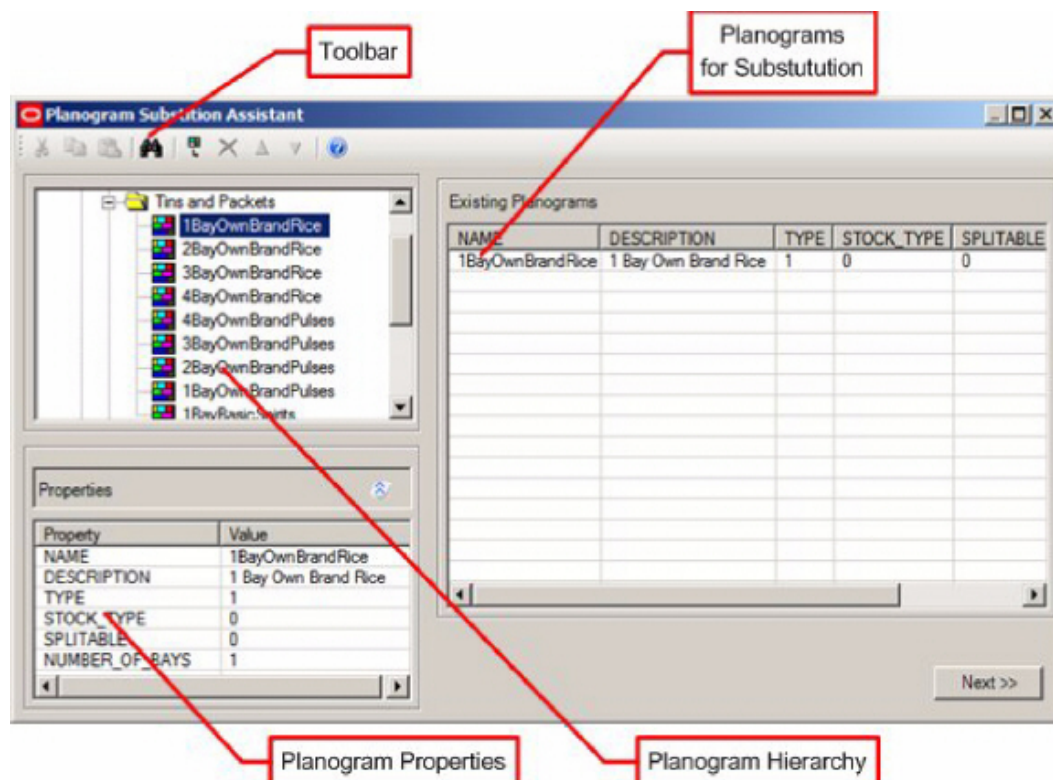 Toolbar
Planograms
for Substutution
Planogram Substition Assistant
Tins and Packets
1BayOwnBrandRice
2BayOwnBrandRice
3BayOwnBrandRice
4BayOwnBrandRice
4BayOwnBrandPulses
3BayOwnBrandPulses
2BayOwnBrandPulses
1BayOwnBrandPulses
1BayBasicSpirits
Existing Planograms
NAME DESCRIPTION TYPE STOCK_TYPE SPLITABLE
1BayOwnBrandRice 1 Bay Own Brand Rice 1 0 0
Properties
Property Value
NAME 1BayOwnBrandRice
DESCRIPTION 1 Bay Own Brand Rice
TYPE 1
STOCK_TYPE 0
SPLITABLE 0
NUMBER_OF_BAYS 1
Next >>
Planogram Properties
Planogram Hierarchy